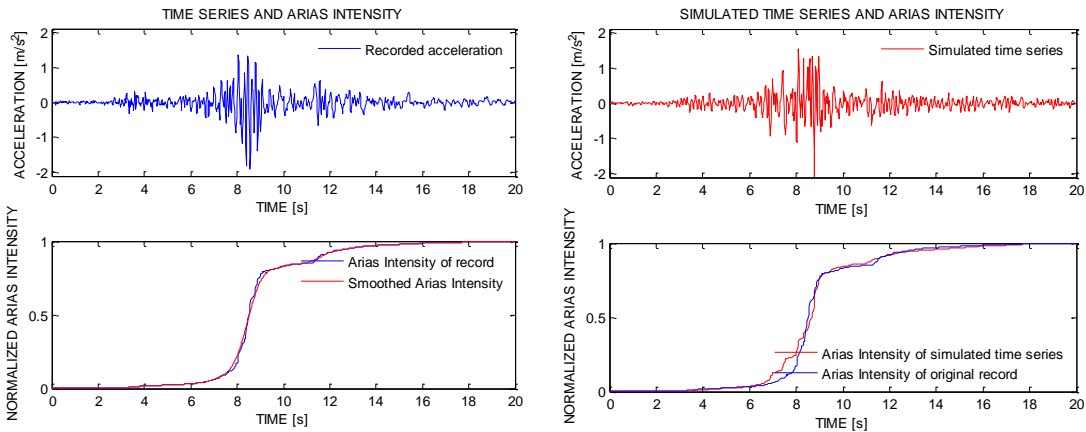 TIME SERIES AND ARIAS INTENSITY
ACCELERATION [m/s²]
2
1
0
-1
-2
Recorded acceleration
0 2 4 6 8 10 12 14 16 18 20
TIME [s]
SIMULATED TIME SERIES AND ARIAS INTENSITY
ACCELERATION [m/s²]
2
1
0
-1
-2
Simulated time series
0 2 4 6 8 10 12 14 16 18 20
TIME [s]
NORMALIZED ARIAS INTENSITY
1
0.5
0
Arias Intensity of record
Smoothed Arias Intensity
0 2 4 6 8 10 12 14 16 18 20
TIME [s]
NORMALIZED ARIAS INTENSITY
1
0.5
0
Arias Intensity of simulated time series
Arias Intensity of original record
0 2 4 6 8 10 12 14 16 18 20
TIME [s]